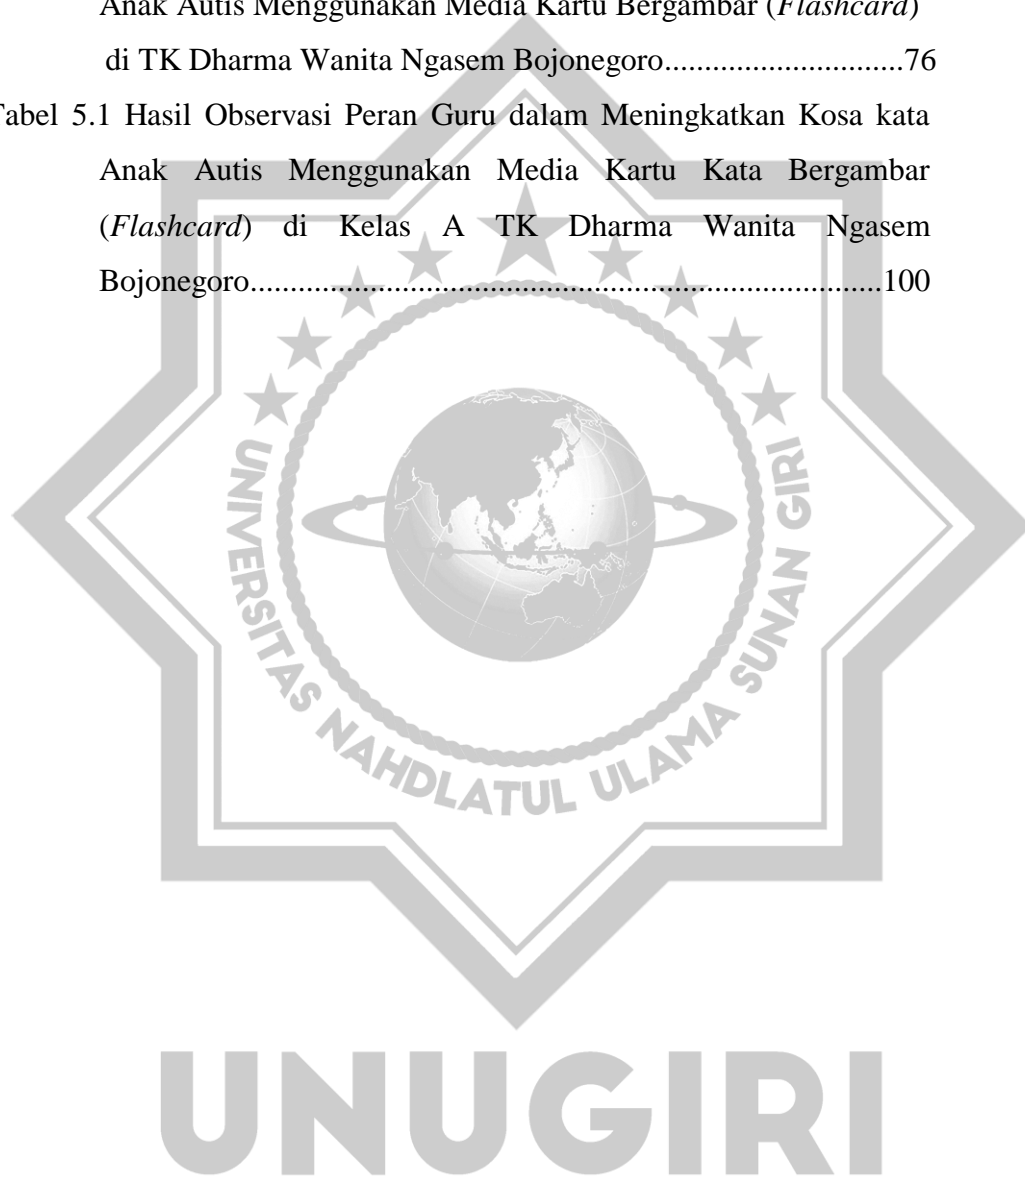 Anak Autis Menggunakan Media Kartu Bergambar (Flashcard)
di TK Dharma Wanita Ngasem Bojonegoro..............................76
Tabel 5.1 Hasil Observasi Peran Guru dalam Meningkatkan Kosa kata
Anak Autis Menggunakan Media Kartu Kata Bergambar
(Flashcard) di Kelas A TK Dharma Wanita Ngasem
Bojonegoro...............................................................................100
UNIVERSITAS NAHDLATUL ULAMA SUNAN GIRI
UNUGIRI